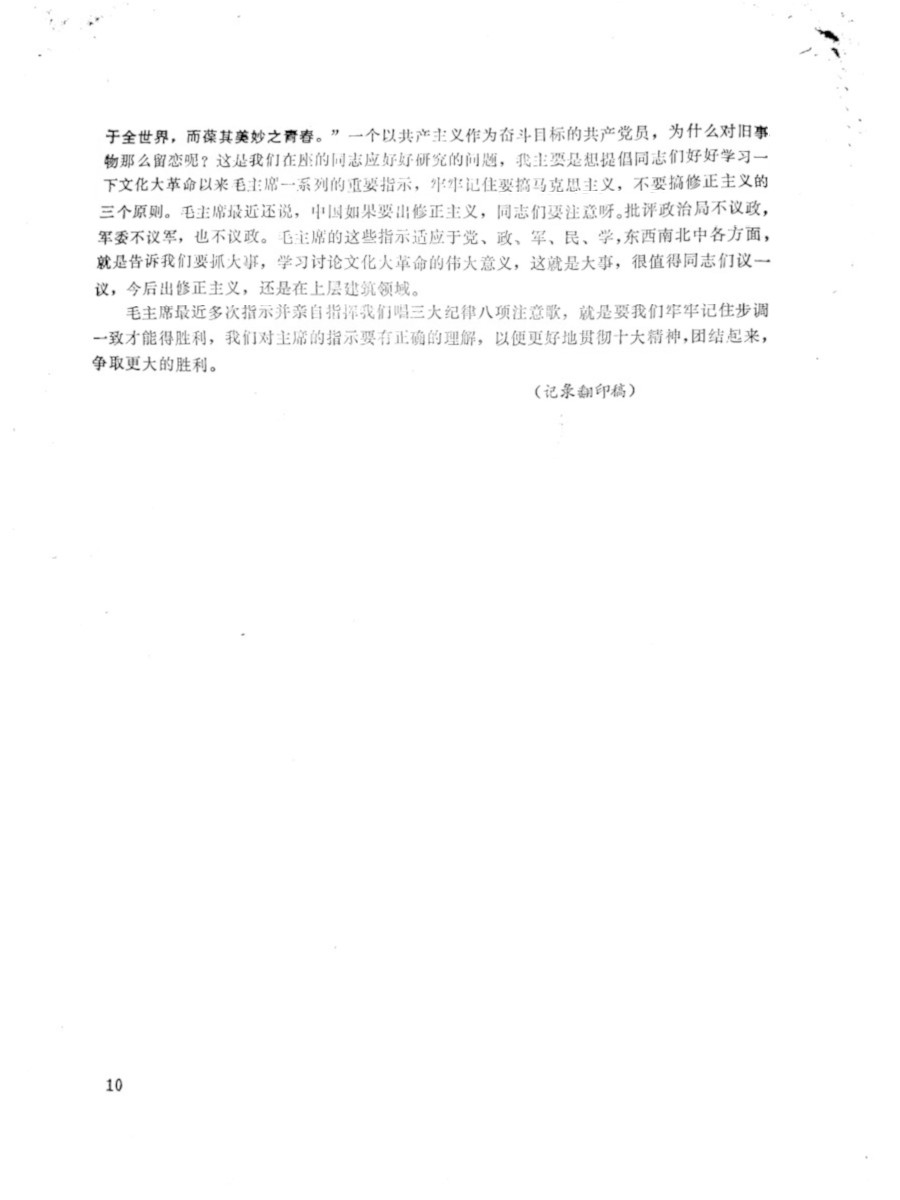 于全世界，而葆其美妙之青春。”一个以共产主义作为奋斗目标的共产党员，为什么对旧事
物那么留恋呢？这是我们在座的同志应好好研究的问题，我主要是想提倡同志们好好学习一
下文化大革命以来毛主席一系列的重要指示，牢牢记住要搞马克思主义，不要搞修正主义的
三个原则。毛主席最近还说，中国如果要出修正主义，同志们要注意呀。批评政治局不议政，
军委不议军，也不议政。毛主席的这些指示适应于党、政、军、民、学，东西南北中各方面，
就是告诉我们要抓大事，学习讨论文化大革命的伟大意义，这就是大事，很值得同志们议一
议，今后出修正主义，还是在上层建筑领域。
毛主席最近多次指示并亲自指挥我们唱三大纪律八项注意歌，就是要我们牢牢记住步调
一致才能得胜利，我们对主席的指示要有正确的理解，以便更好地贯彻十大精神，团结起来，
争取更大的胜利。
（记录翻印稿）
10